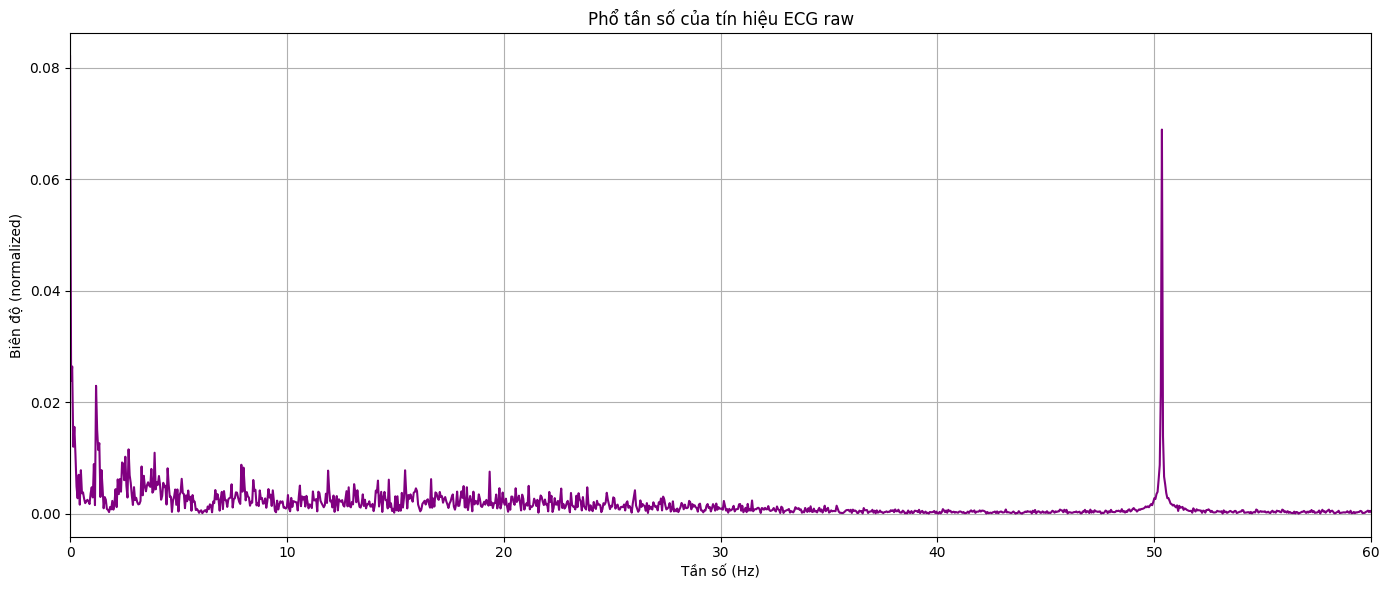 Phổ tần số của tín hiệu ECG raw
Biên độ (normalized)
0.08
0.06
0.04
0.02
0.00
0 10 20 30 40 50 60
Tần số (Hz)